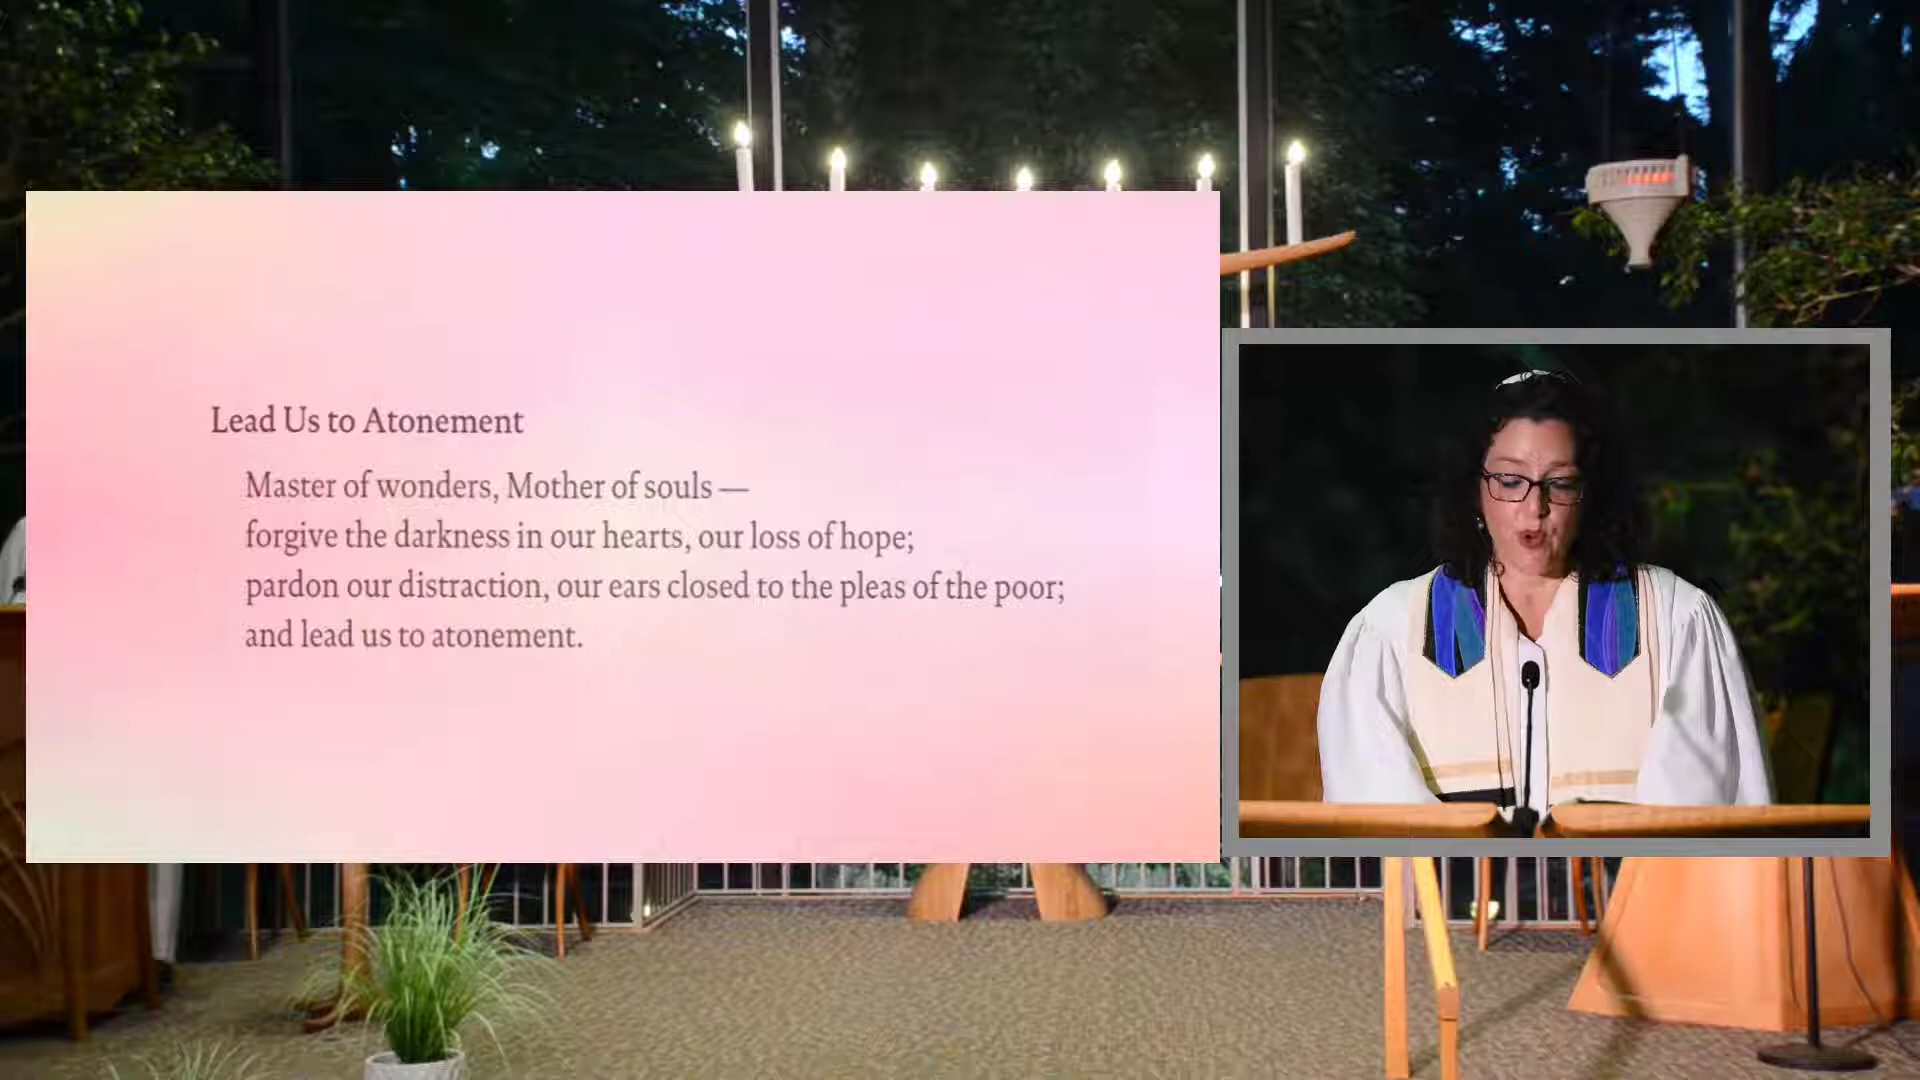 Lead Us to Atonement
Master of wonders, Mother of souls —
forgive the darkness in our hearts, our loss of hope;
pardon our distraction, our ears closed to the pleas of the poor;
and lead us to atonement.